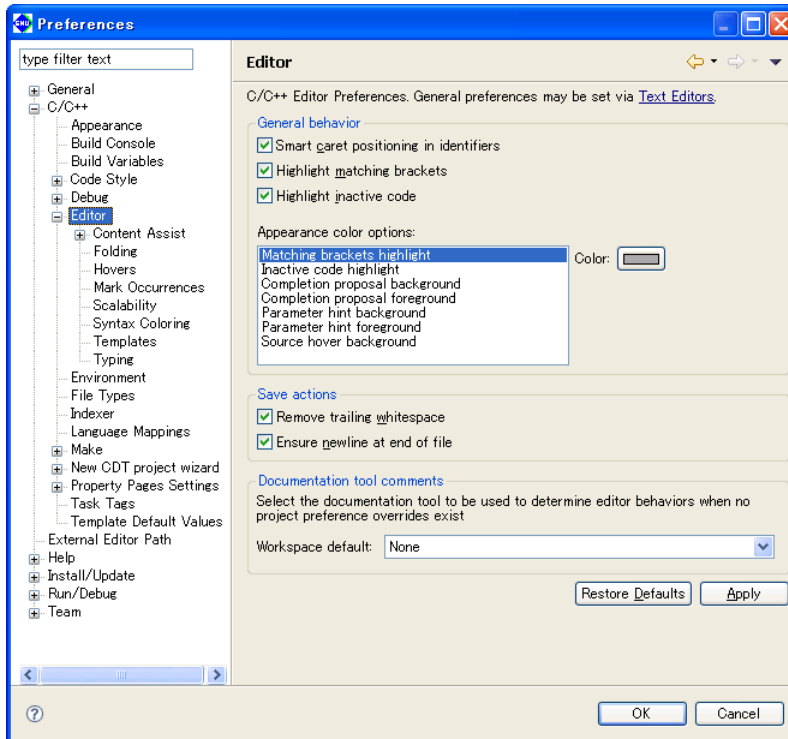 GNU Preferences
type filter text
General
C/C++
Appearance
Build Console
Build Variables
Code Style
Debug
Editor
Content Assist
Folding
Hovers
Mark Occurrences
Scalability
Syntax Coloring
Templates
Typing
Environment
File Types
Indexer
Language Mappings
Make
New CDT project wizard
Property Pages Settings
Task Tags
Template Default Values
External Editor Path
Help
Install/Update
Run/Debug
Team
Editor
C/C++ Editor Preferences. General preferences may be set via Text Editors.
General behavior
Smart caret positioning in identifiers
Highlight matching brackets
Highlight inactive code
Appearance color options:
Matching brackets highlight
Inactive code highlight
Completion proposal background
Completion proposal foreground
Parameter hint background
Parameter hint foreground
Source hover background
Color:
Save actions
Remove trailing whitespace
Ensure newline at end of file
Documentation tool comments
Select the documentation tool to be used to determine editor behaviors when no
project preference overrides exist
Workspace default: None
Restore Defaults Apply
? OK Cancel